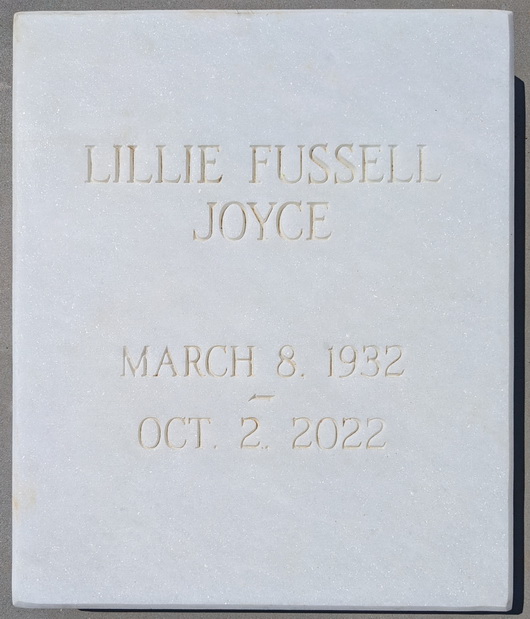 LILLIE FUSSELL
JOYCE
MARCH 8, 1932
–
OCT. 2, 2022